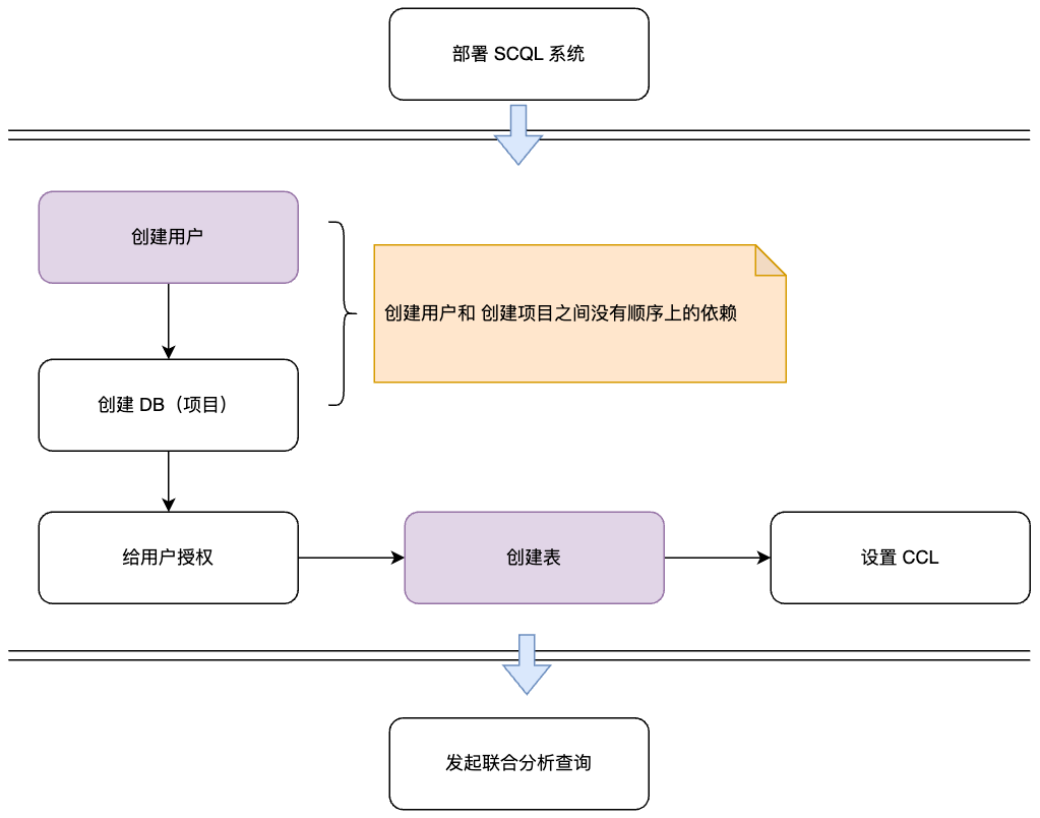 部署 SCQL 系统
创建用户
创建用户和 创建项目之间没有顺序上的依赖
创建 DB（项目）
给用户授权
创建表
设置 CCL
发起联合分析查询